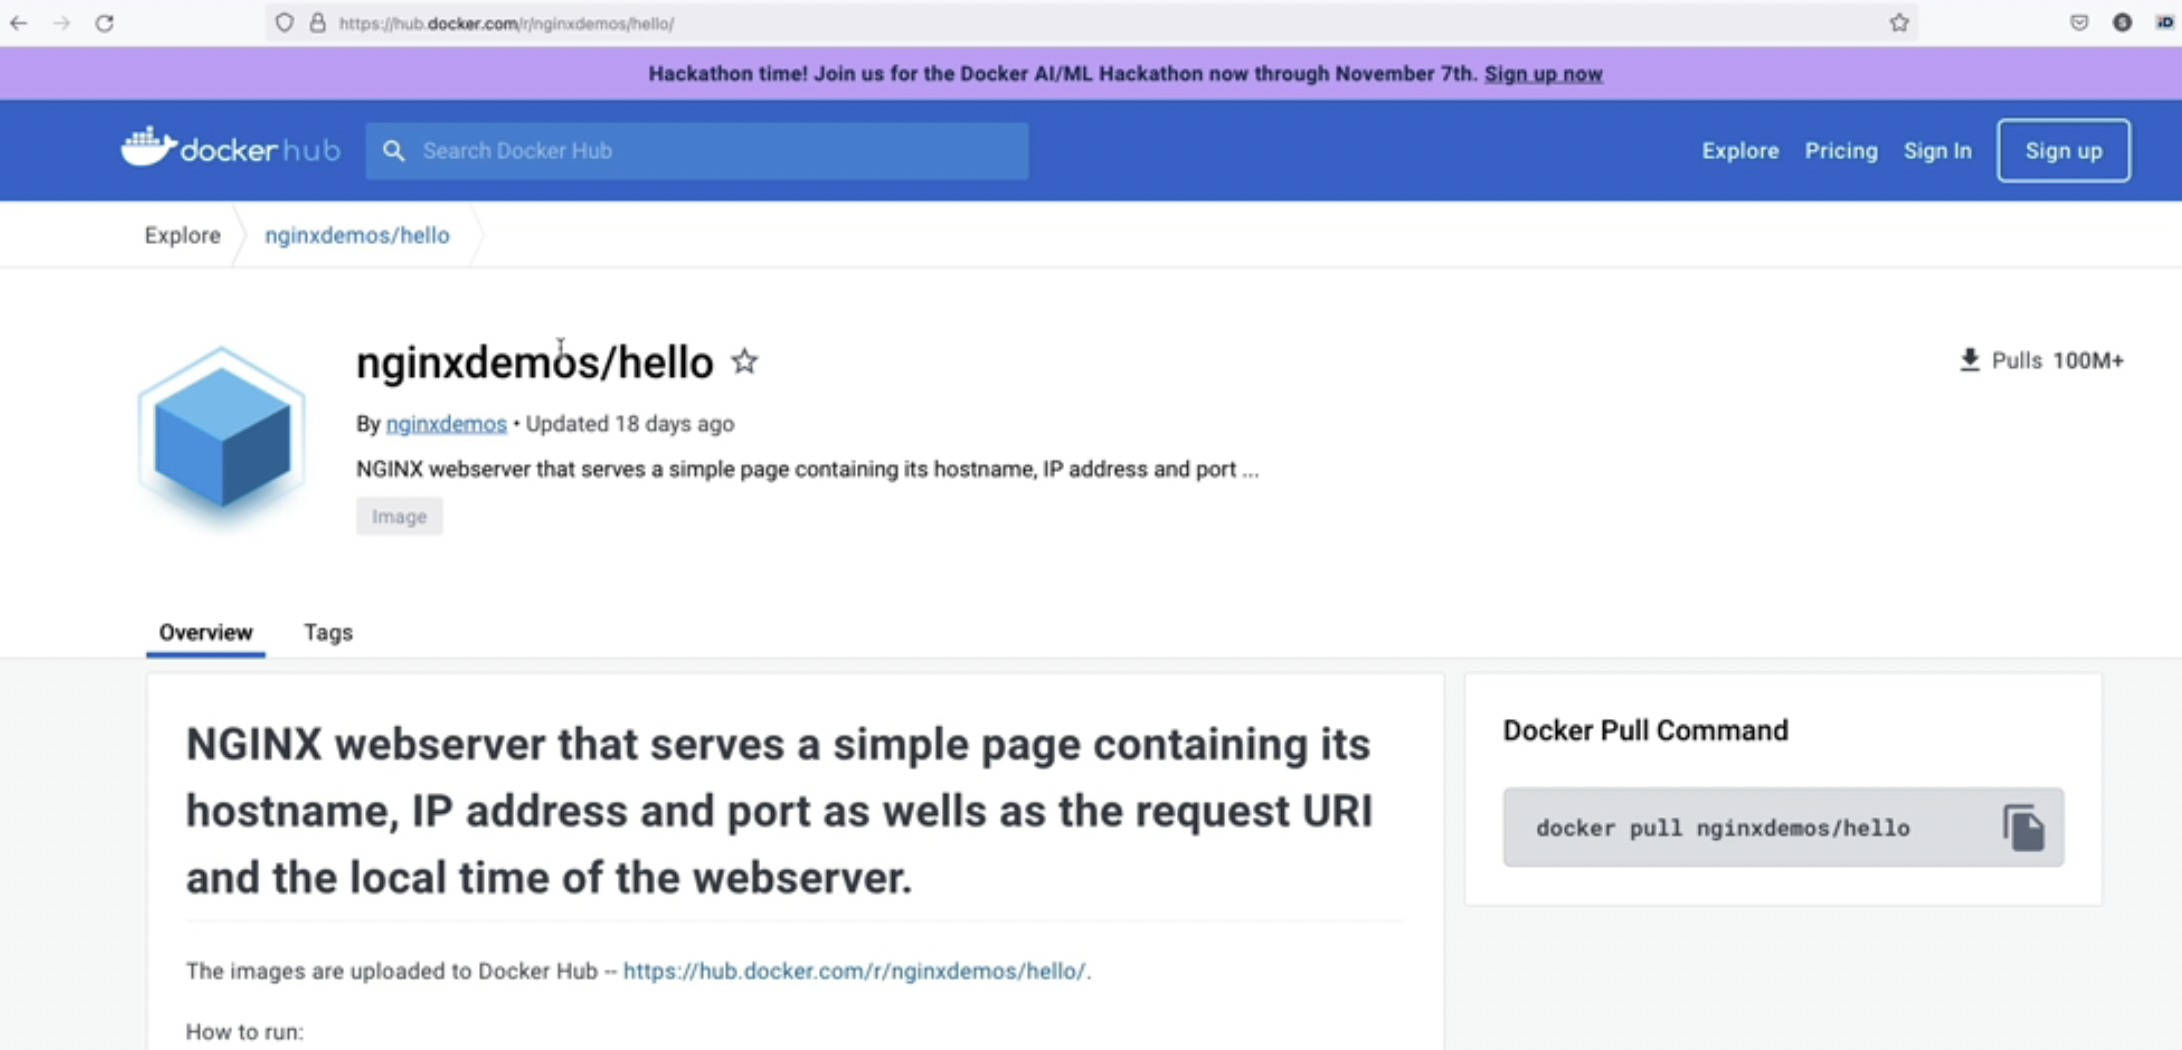 https://hub.docker.com/r/nginxdemos/hello/
Hackathon time! Join us for the Docker AI/ML Hackathon now through November 7th. Sign up now
docker hub
Search Docker Hub
Explore
Pricing
Sign In
Sign up
Explore
nginxdemos/hello
nginxdemos/hello
Pulls 100M+
By nginxdemos • Updated 18 days ago
NGINX webserver that serves a simple page containing its hostname, IP address and port ...
Image
Overview
Tags
NGINX webserver that serves a simple page containing its
hostname, IP address and port as wells as the request URI
and the local time of the webserver.
Docker Pull Command
docker pull nginxdemos/hello
The images are uploaded to Docker Hub -- https://hub.docker.com/r/nginxdemos/hello/.
How to run: